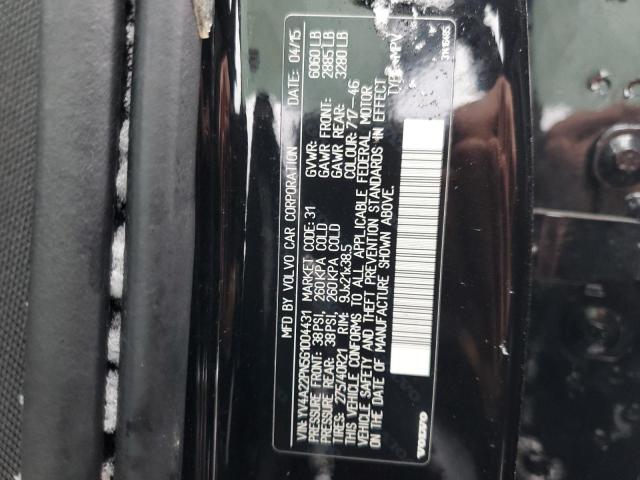 MFD BY VOLVO CAR CORPORATION DATE: 04/15
VIN: YV4A22PN5G1004431 MARKET CODE: 31 GVWR: 6060 LB
PRESSURE FRONT: 38PSI, 260KPA COLD GAWR FRONT: 2885 LB
PRESSURE REAR: 38PSI, 260KPA COLD GAWR REAR: 3280 LB
TIRES: 275/40R21 RIM: 9Jx21x38.5 COLOUR: 717-46
THIS VEHICLE CONFORMS TO ALL APPLICABLE FEDERAL MOTOR
VEHICLE SAFETY AND THEFT PREVENTION STANDARDS IN EFFECT
ON THE DATE OF MANUFACTURE SHOWN ABOVE.
MPV
VOLVO